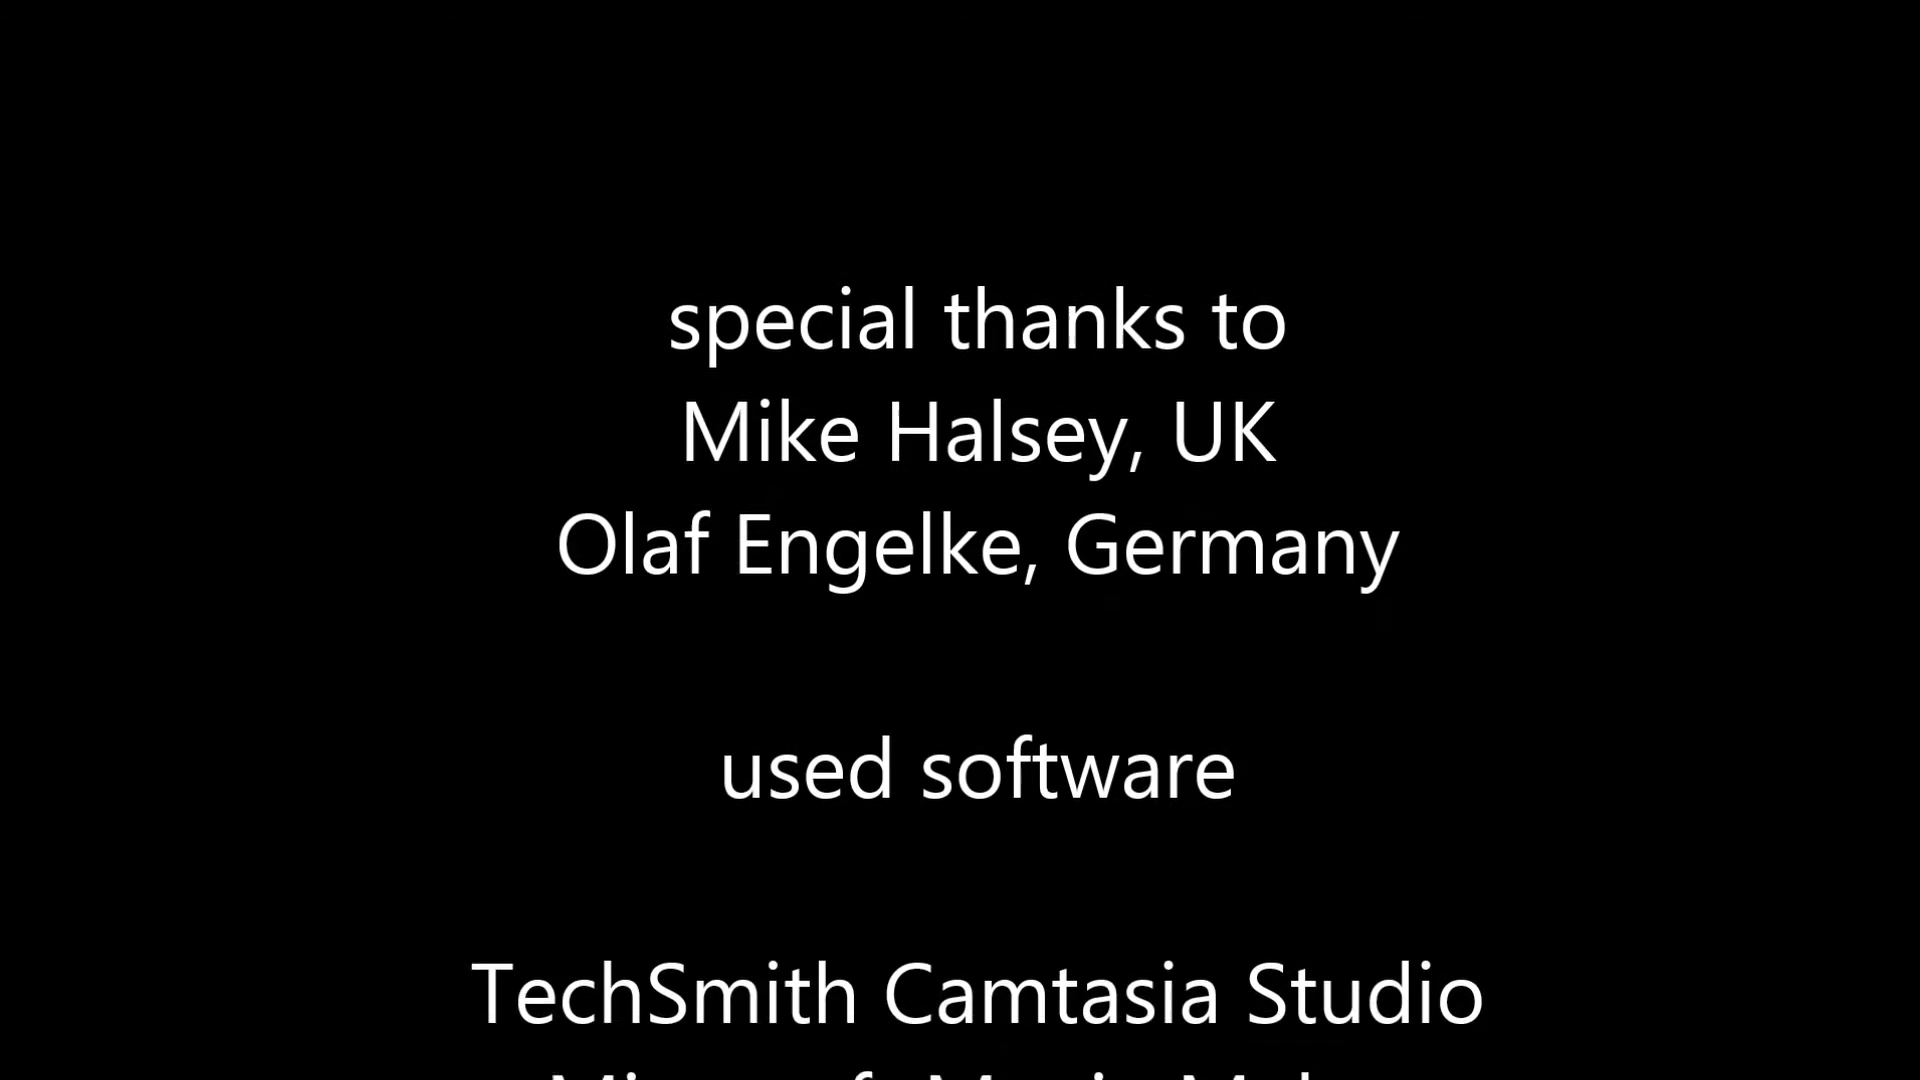 special thanks to
Mike Halsey, UK
Olaf Engelke, Germany
used software
TechSmith Camtasia Studio